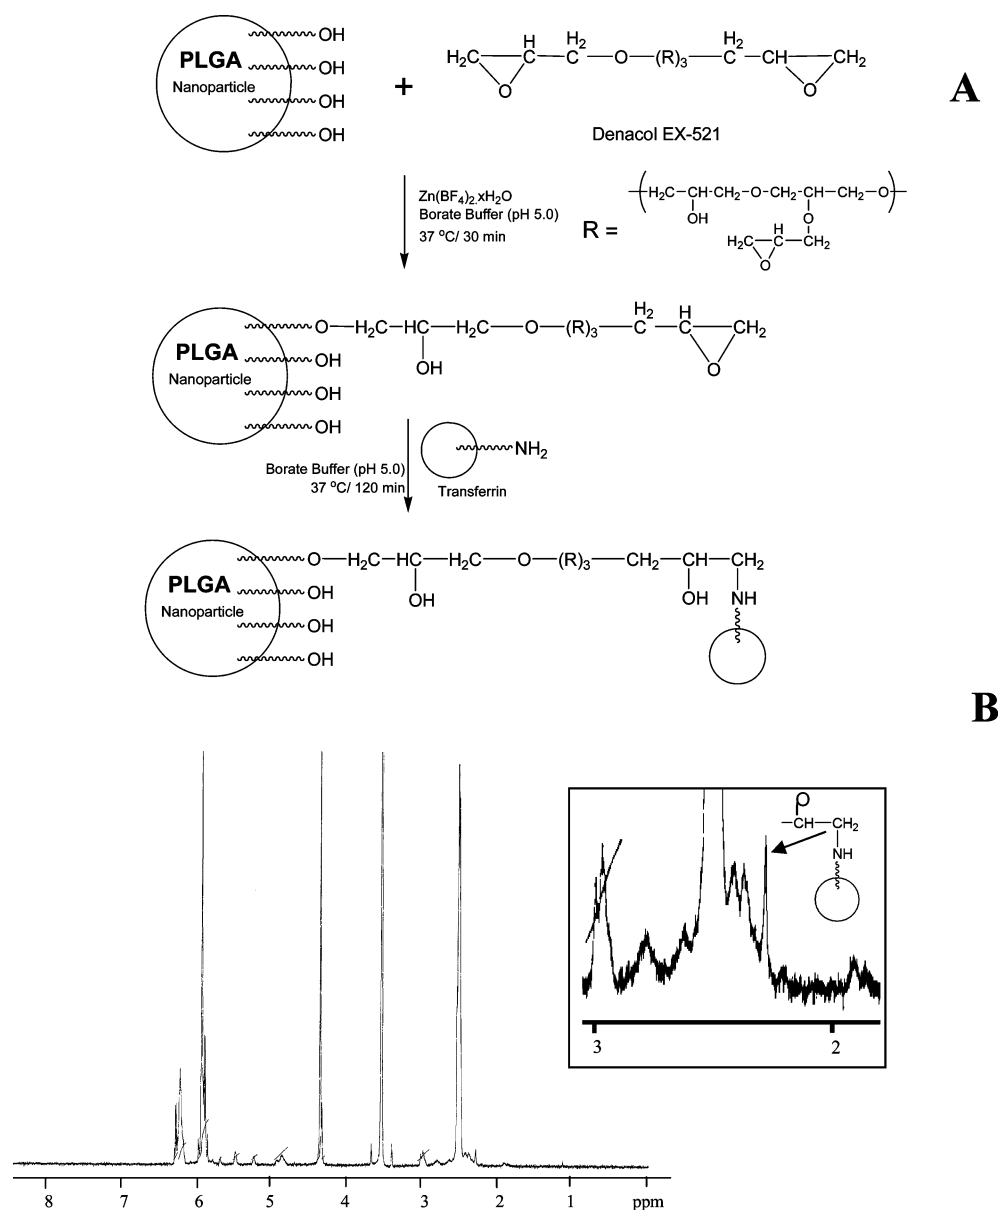 PLGA
Nanoparticle
OH
OH
OH
OH
+
H₂C
H
H₂
C
O
O
(R)₃
H₂
C
CH
CH₂
O
A
Denacol EX-521
Zn(BF₄)₂.xH₂O
Borate Buffer (pH 5.0)
37 °C/ 30 min
R =
H₂C-CH-CH₂-O-CH₂-CH-CH₂-O
OH
O
H₂C
H
C
CH₂
O
PLGA
Nanoparticle
O-H₂C-HC-H₂C-O-(R)₃
H₂
C
H
C
CH₂
OH
O
OH
OH
OH
Borate Buffer (pH 5.0)
37 °C/ 120 min
NH₂
Transferrin
PLGA
Nanoparticle
O-H₂C-HC-H₂C-O-(R)₃-CH₂-CH-CH₂
OH
OH
NH
OH
OH
OH
B
O
CH-CH₂
NH
3
2
8
7
6
5
4
3
2
1
ppm